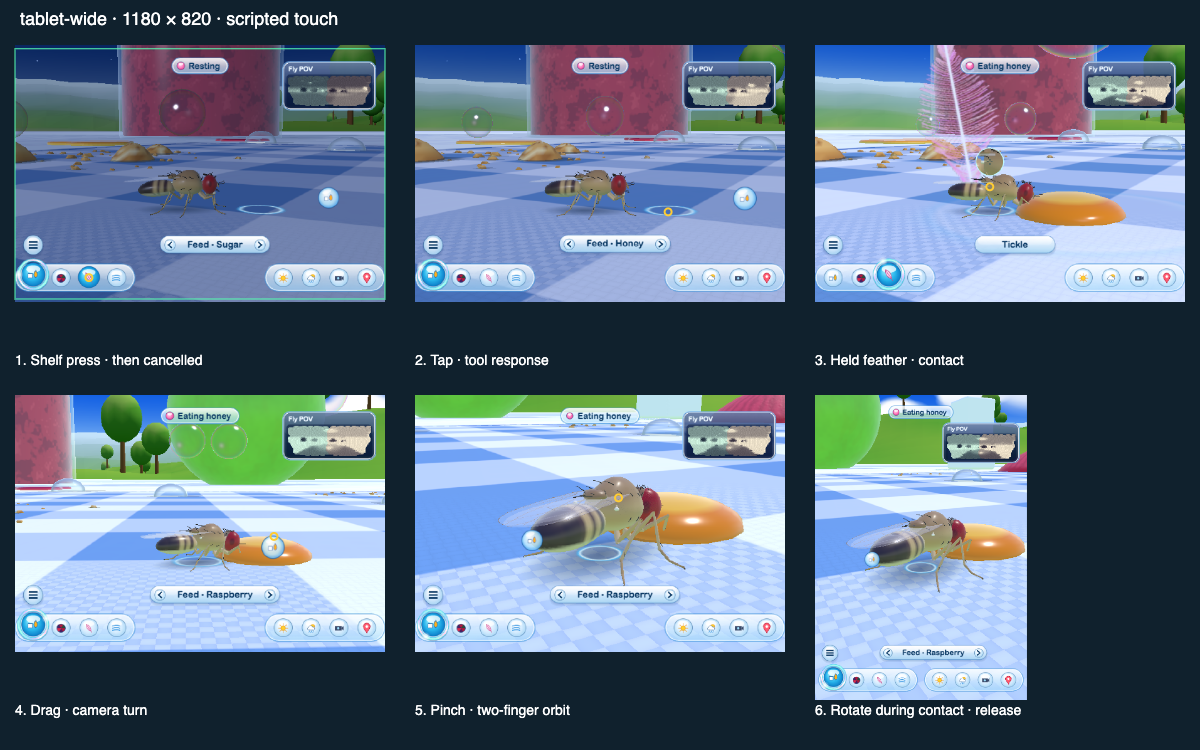 tablet-wide · 1180 × 820 · scripted touch
Resting
Fly POV
Feed · Sugar
1. Shelf press · then cancelled
Resting
Fly POV
Feed · Honey
2. Tap · tool response
Eating honey
Fly POV
Tickle
3. Held feather · contact
Eating honey
Fly POV
Feed · Raspberry
4. Drag · camera turn
Eating honey
Fly POV
Feed · Raspberry
5. Pinch · two-finger orbit
Eating honey
Fly POV
Feed · Raspberry
6. Rotate during contact · release